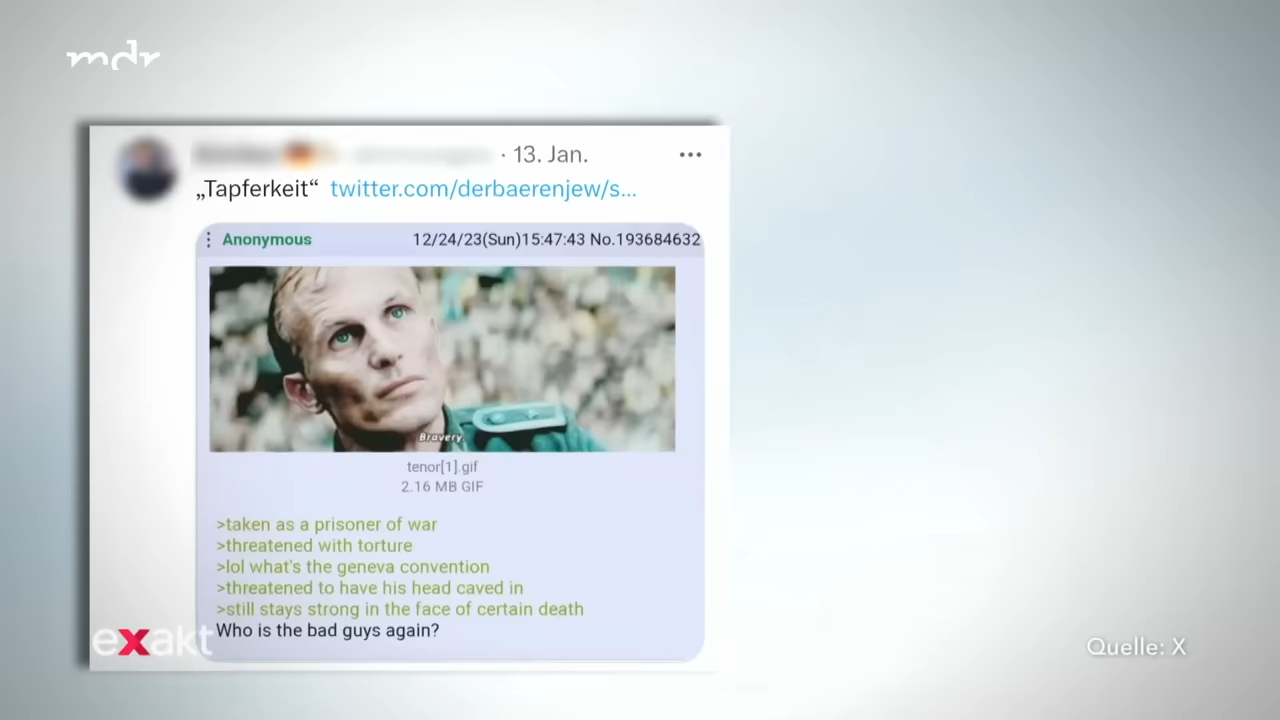 mdr
· 13. Jan.
„Tapferkeit“ twitter.com/derbaerenjew/s...
Anonymous 12/24/23(Sun)15:47:43 No.193684632
Bravery.
tenor[1].gif
2.16 MB GIF
>taken as a prisoner of war
>threatened with torture
>lol what's the geneva convention
>threatened to have his head caved in
>still stays strong in the face of certain death
Who is the bad guys again?
exakt
Quelle: X